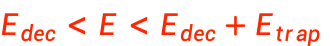 E_dec < E < E_dec + E_trap